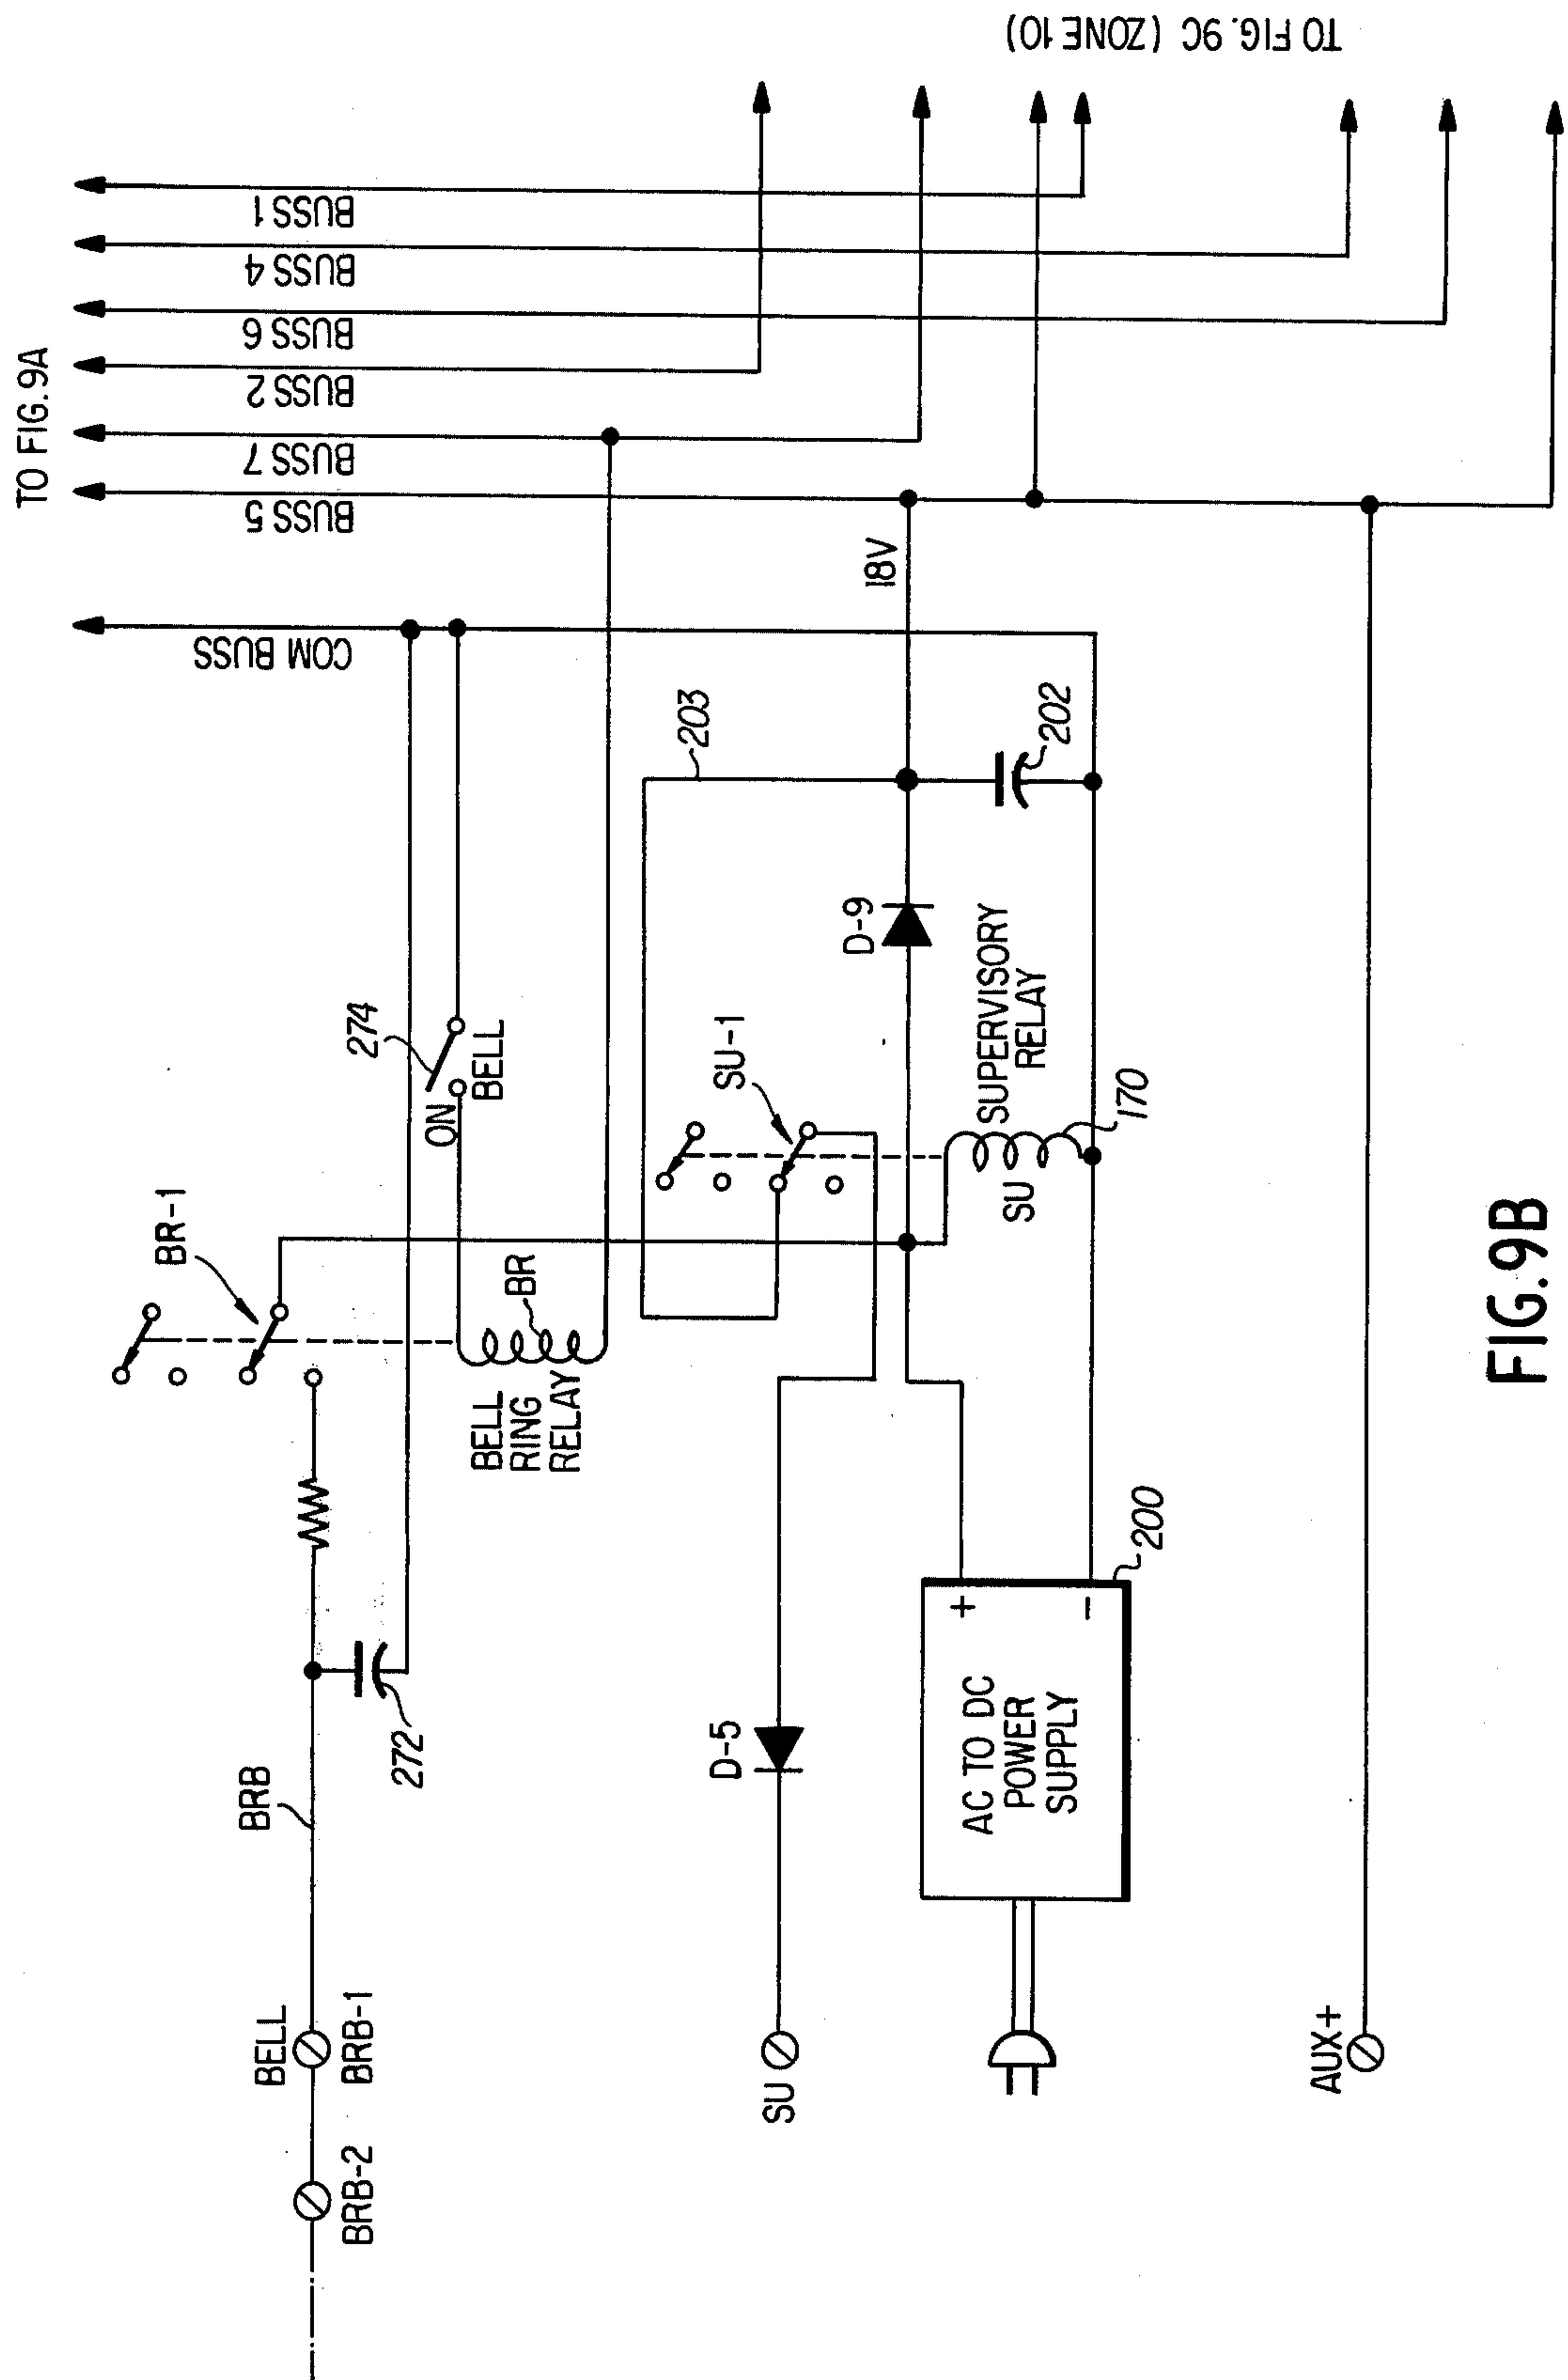 TO FIG. 9A
TO FIG. 9C (ZONE 10)
BUSS 1
BUSS 4
BUSS 6
BUSS 2
BUSS 7
BUSS 5
COM BUSS
18V
203
202
274
ON
BELL
BR-1
BR
BELL
RING
RELAY
SU-1
D-9
SUPERVISORY
RELAY
SU
170
BELL
BRB-1
BRB-2
BRB
272
D-5
SU
AC TO DC
POWER
SUPPLY
+
-
200
AUX+
FIG. 9B